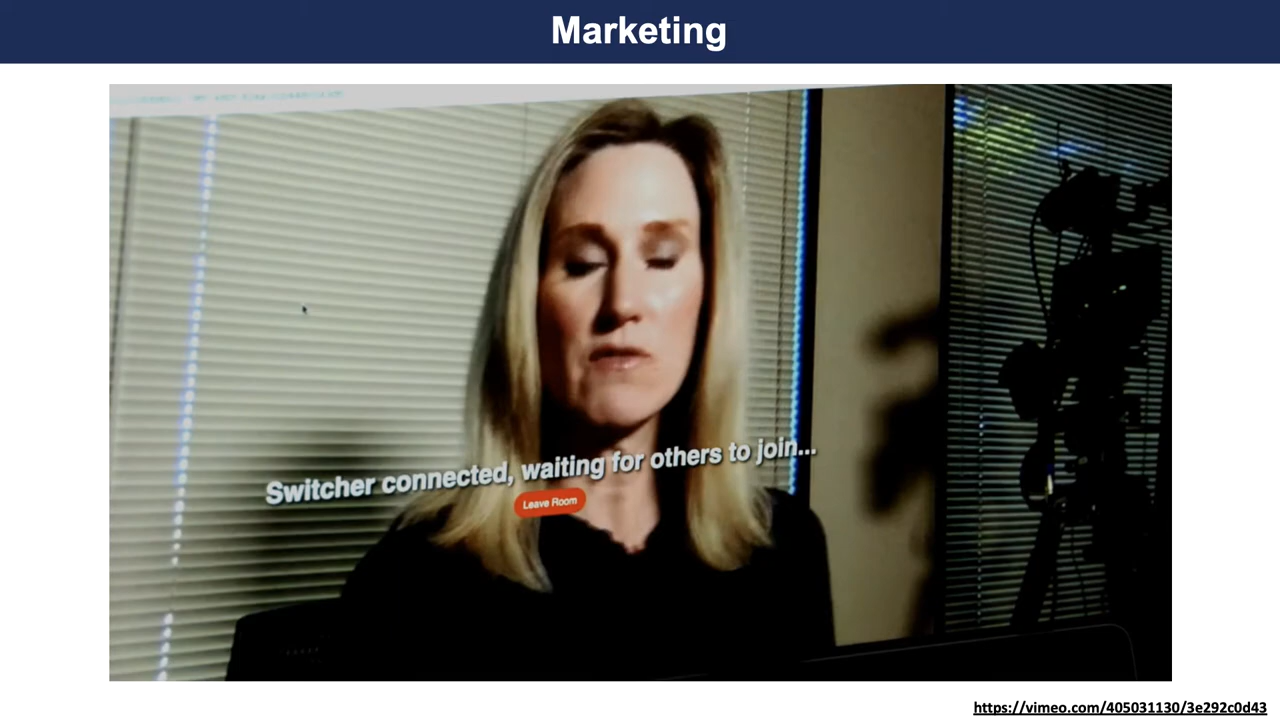 Marketing
Switcher connected, waiting for others to join...
Leave Room
https://vimeo.com/405031130/3e292c0d43